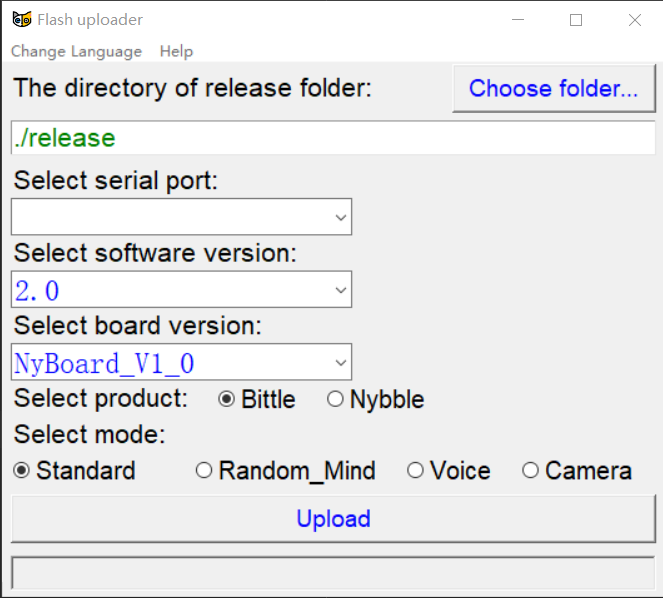 Flash uploader
Change Language Help
The directory of release folder: Choose folder...
./release
Select serial port:
Select software version:
2.0
Select board version:
NyBoard_V1_0
Select product: Bittle Nybble
Select mode:
Standard Random_Mind Voice Camera
Upload